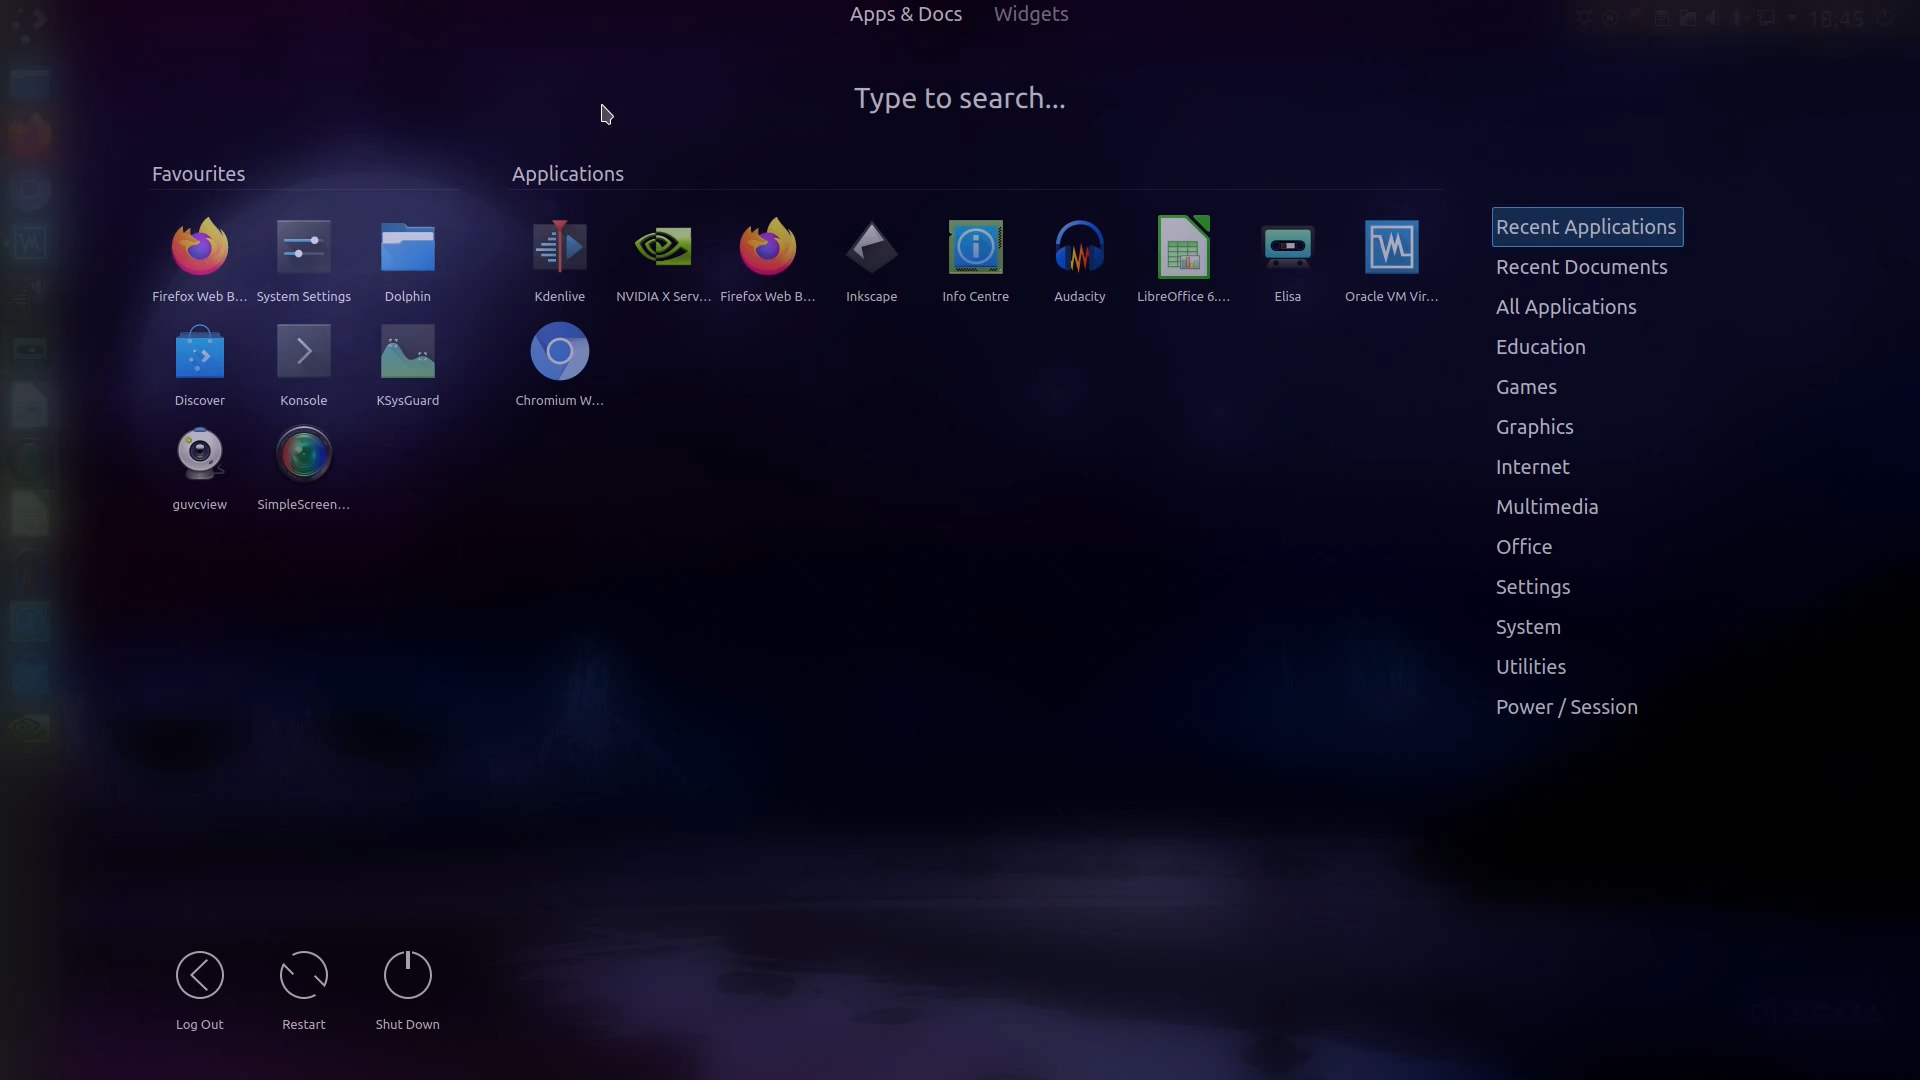 Apps & Docs Widgets
18:45
Type to search...
Favourites
Applications
Firefox Web B... System Settings Dolphin
Kdenlive NVIDIA X Serv... Firefox Web B... Inkscape Info Centre Audacity LibreOffice 6.... Elisa Oracle VM Vir...
Discover Konsole KSysGuard
Chromium W...
guvcview SimpleScreen...
Recent Applications
Recent Documents
All Applications
Education
Games
Graphics
Internet
Multimedia
Office
Settings
System
Utilities
Power / Session
Log Out Restart Shut Down